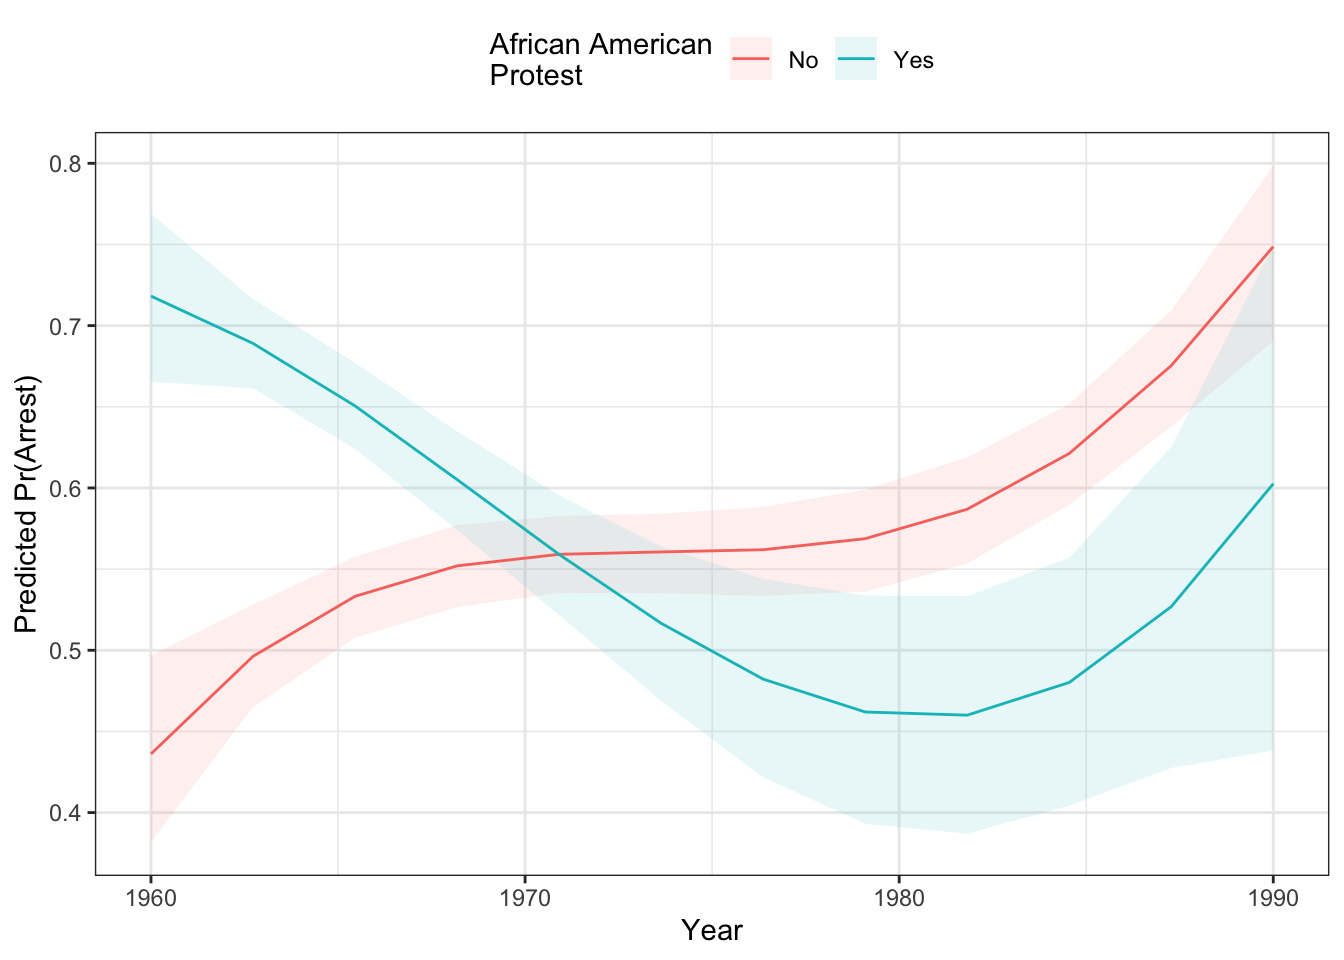 African American
Protest
No
Yes
0.8
0.7
0.6
0.5
0.4
Predicted Pr(Arrest)
1960
1970
1980
1990
Year